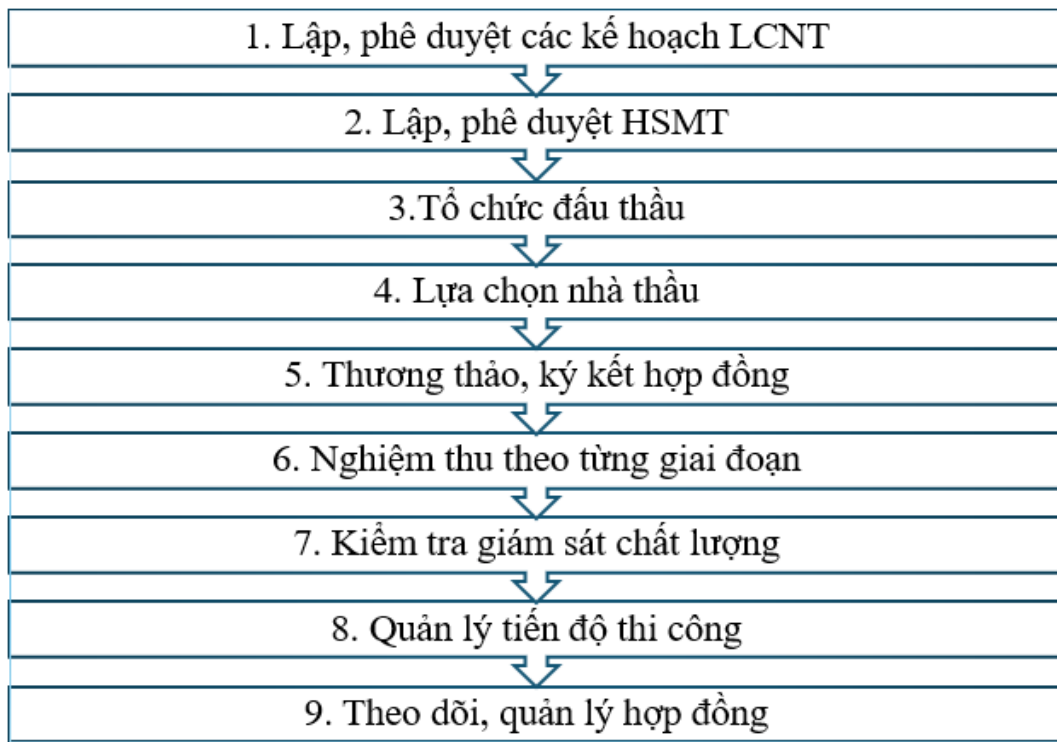 1. Lập, phê duyệt các kế hoạch LCNT
2. Lập, phê duyệt HSMT
3.Tổ chức đấu thầu
4. Lựa chọn nhà thầu
5. Thương thảo, ký kết hợp đồng
6. Nghiệm thu theo từng giai đoạn
7. Kiểm tra giám sát chất lượng
8. Quản lý tiến độ thi công
9. Theo dõi, quản lý hợp đồng